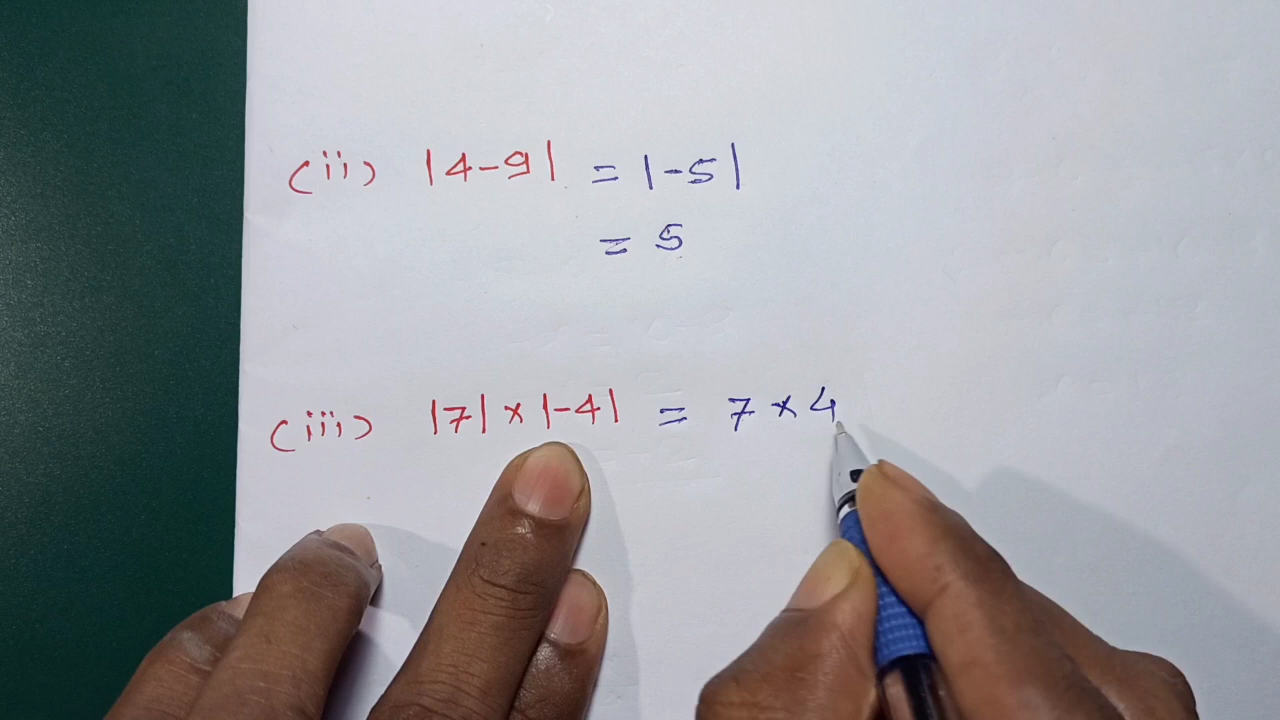 (ii) |4-9| = |-5|
= 5
(iii) |7| × |-4| = 7 × 4